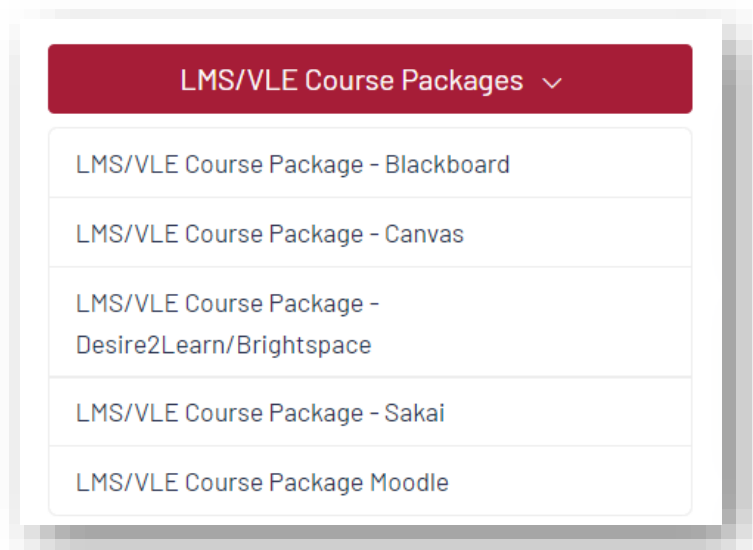 LMS/VLE Course Packages
LMS/VLE Course Package - Blackboard
LMS/VLE Course Package - Canvas
LMS/VLE Course Package -
Desire2Learn/Brightspace
LMS/VLE Course Package - Sakai
LMS/VLE Course Package Moodle